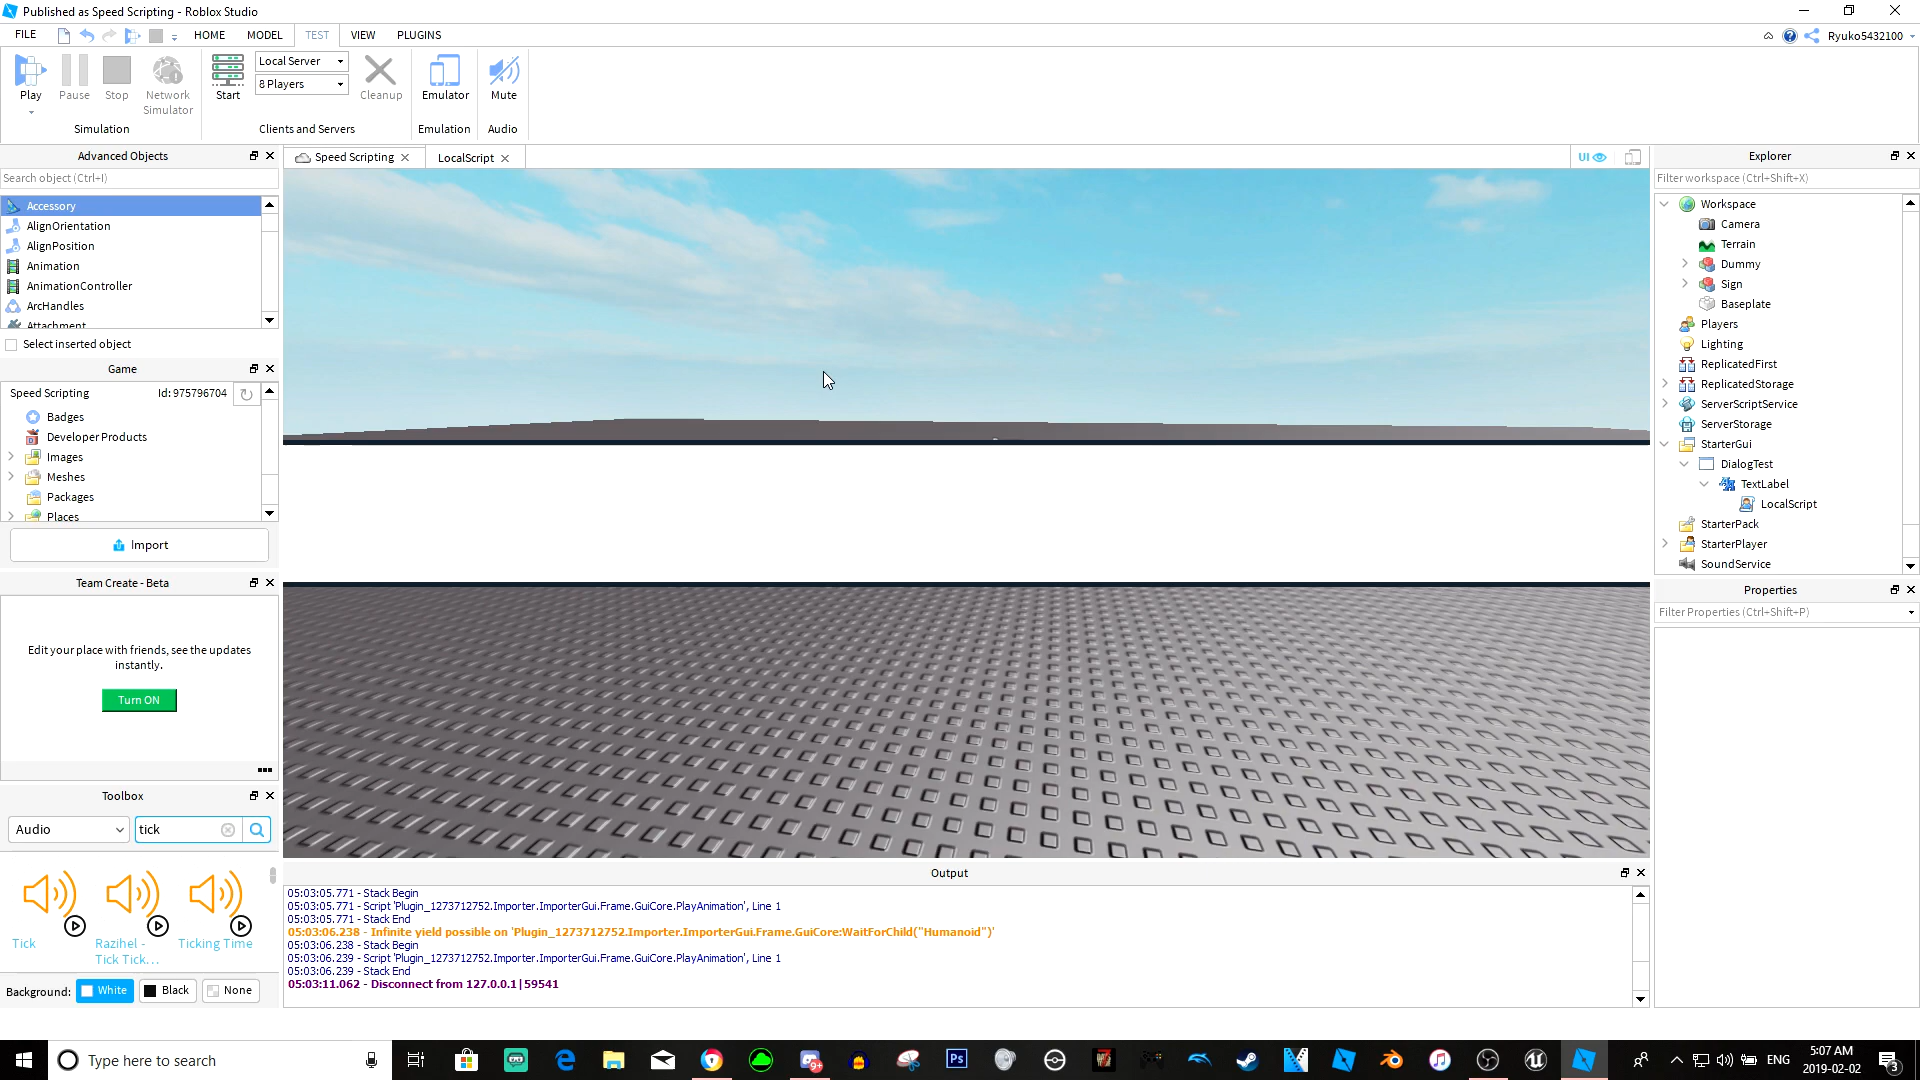 Published as Speed Scripting - Roblox Studio
FILE HOME MODEL TEST VIEW PLUGINS
Ryuko5432100
Play Pause Stop Network Simulator
Start
Local Server
8 Players
Cleanup
Emulator
Mute
Simulation Clients and Servers Emulation Audio
Advanced Objects
Search object (Ctrl+I)
Accessory
AlignOrientation
AlignPosition
Animation
AnimationController
ArcHandles
Attachment
Select inserted object
Game
Speed Scripting Id: 975796704
Badges
Developer Products
Images
Meshes
Packages
Places
Import
Team Create - Beta
Edit your place with friends, see the updates
instantly.
Turn ON
Toolbox
Audio tick
Tick
Razihel -
Tick Tick...
Ticking Time
Background: White Black None
Speed Scripting
LocalScript
UI
Output
05:03:05.771 - Stack Begin
05:03:05.771 - Script 'Plugin_1273712752.Importer.ImporterGui.Frame.GuiCore.PlayAnimation', Line 1
05:03:05.771 - Stack End
05:03:06.238 - Infinite yield possible on 'Plugin_1273712752.Importer.ImporterGui.Frame.GuiCore:WaitForChild("Humanoid")'
05:03:06.238 - Stack Begin
05:03:06.239 - Script 'Plugin_1273712752.Importer.ImporterGui.Frame.GuiCore.PlayAnimation', Line 1
05:03:06.239 - Stack End
05:03:11.062 - Disconnect from 127.0.0.1|59541
Explorer
Filter workspace (Ctrl+Shift+X)
Workspace
Camera
Terrain
Dummy
Sign
Baseplate
Players
Lighting
ReplicatedFirst
ReplicatedStorage
ServerScriptService
ServerStorage
StarterGui
DialogTest
TextLabel
LocalScript
StarterPack
StarterPlayer
SoundService
Properties
Filter Properties (Ctrl+Shift+P)
Type here to search
Ps
9+
ENG
5:07 AM
2019-02-02
3